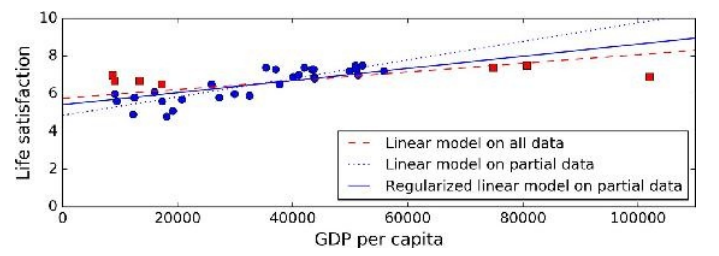 10
8
6
4
2
0
Life satisfaction
0 20000 40000 60000 80000 100000
GDP per capita
Linear model on all data
Linear model on partial data
Regularized linear model on partial data